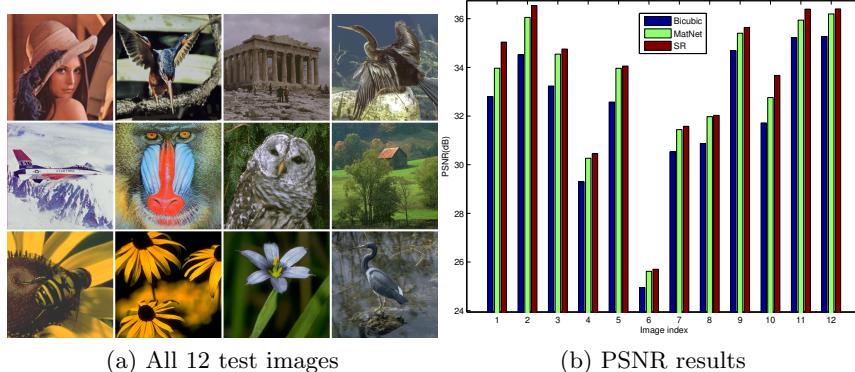 36
34
32
30
28
26
24
PSNR(dB)
Bicubic
MatNet
SR
1 2 3 4 5 6 7 8 9 10 11 12
Image index
(a) All 12 test images
(b) PSNR results